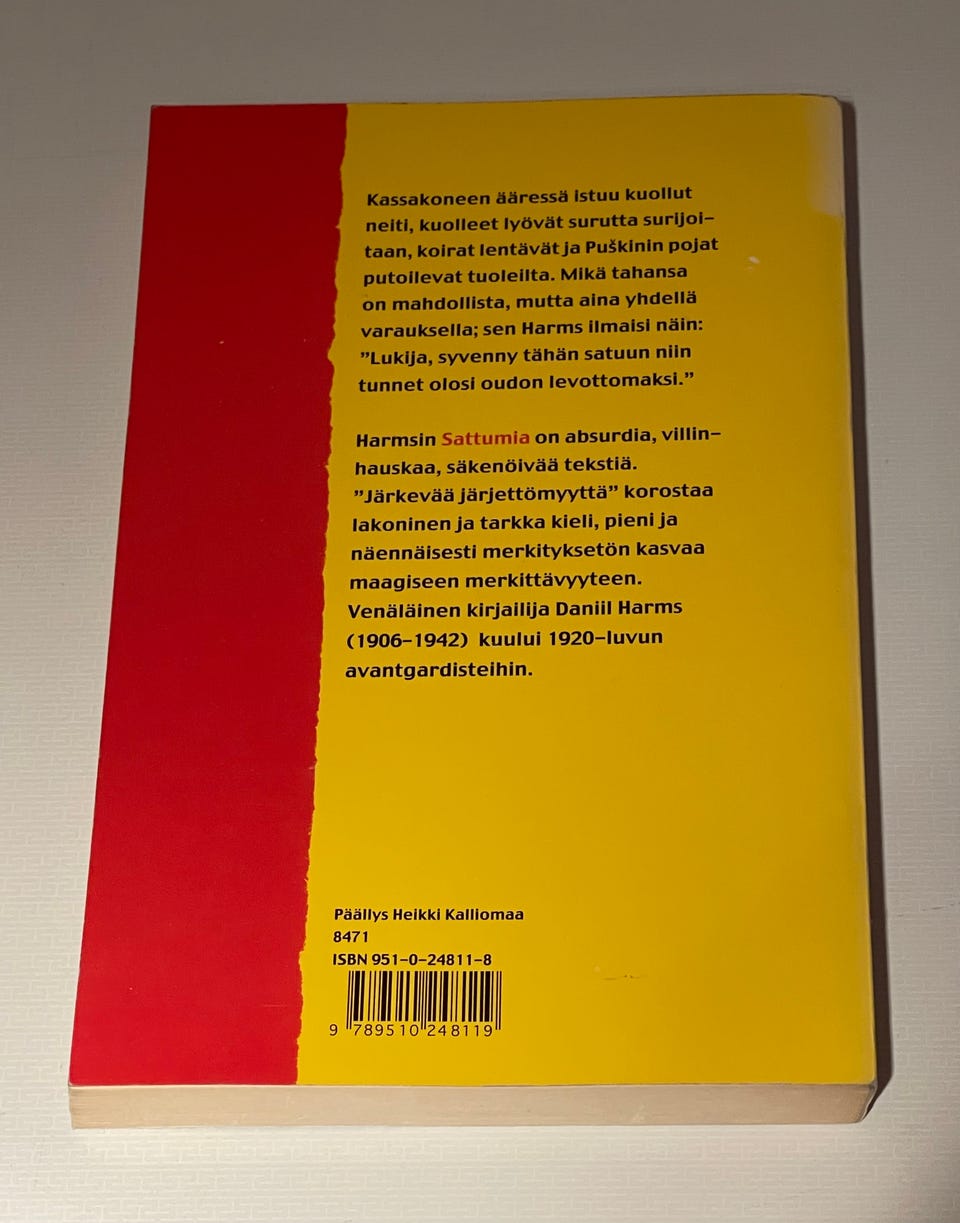 Kassakoneen ääressä istuu kuollut
neiti, kuolleet lyövät surutta surijoi-
taan, koirat lentävät ja Puškinin pojat
putoilevat tuoleilta. Mikä tahansa
on mahdollista, mutta aina yhdellä
varauksella; sen Harms ilmaisi näin:
”Lukija, syvenny tähän satuun niin
tunnet olosi oudon levottomaksi.”
Harmsin Sattumia on absurdia, villin-
hauskaa, säkenöivää tekstiä.
”Järkevää järjettömyyttä” korostaa
lakoninen ja tarkka kieli, pieni ja
näennäisesti merkityksetön kasvaa
maagiseen merkittävyyteen.
Venäläinen kirjailija Daniil Harms
(1906-1942) kuului 1920-luvun
avantgardisteihin.
Päällys Heikki Kalliomaa
8471
ISBN 951-0-24811-8
9 789510 248119